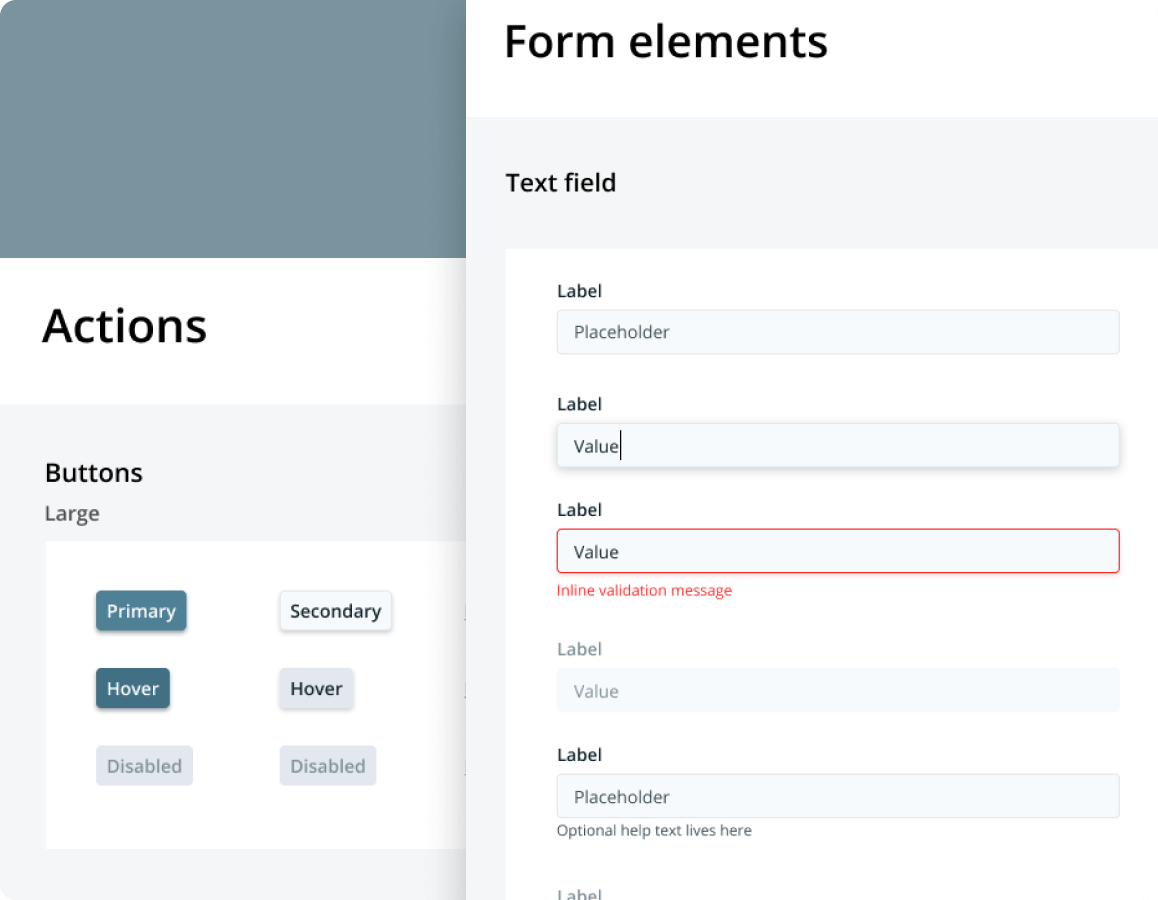 Form elements
Text field
Label
Placeholder
Label
Value
Label
Value
Inline validation message
Label
Value
Label
Placeholder
Optional help text lives here
Label
Actions
Buttons
Large
Primary Secondary
Hover Hover
Disabled Disabled